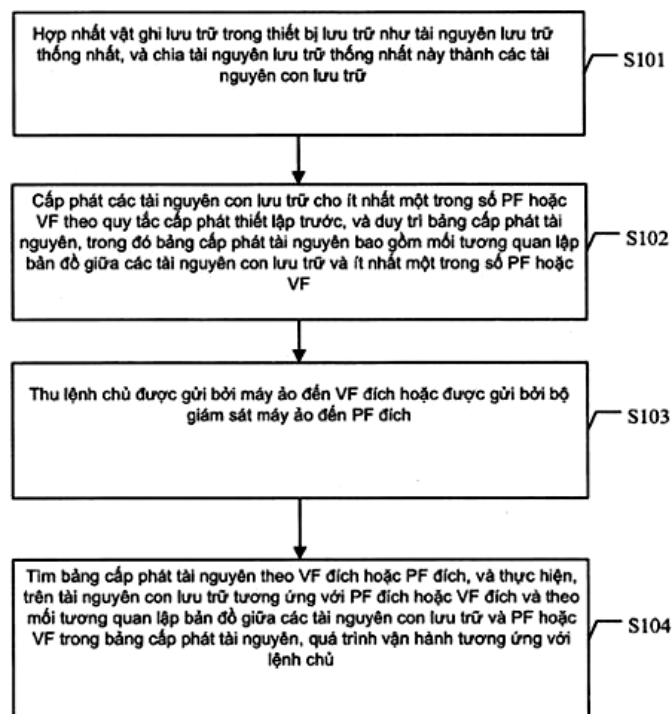 Hợp nhất vật ghi lưu trữ trong thiết bị lưu trữ như tài nguyên lưu trữ
thống nhất, và chia tài nguyên lưu trữ thống nhất này thành các tài
nguyên con lưu trữ
S101
Cấp phát các tài nguyên con lưu trữ cho ít nhất một trong số PF hoặc
VF theo quy tắc cấp phát thiết lập trước, và duy trì bảng cấp phát tài
nguyên, trong đó bảng cấp phát tài nguyên bao gồm mối tương quan lập
bản đồ giữa các tài nguyên con lưu trữ và ít nhất một trong số PF hoặc
VF
S102
Thu lệnh chủ được gửi bởi máy ảo đến VF đích hoặc được gửi bởi bộ
giám sát máy ảo đến PF đích
S103
Tìm bảng cấp phát tài nguyên theo VF đích hoặc PF đích, và thực hiện,
trên tài nguyên con lưu trữ tương ứng với PF đích hoặc VF đích và theo
mối tương quan lập bản đồ giữa các tài nguyên con lưu trữ và PF hoặc
VF trong bảng cấp phát tài nguyên, quá trình vận hành tương ứng với
lệnh chủ
S104